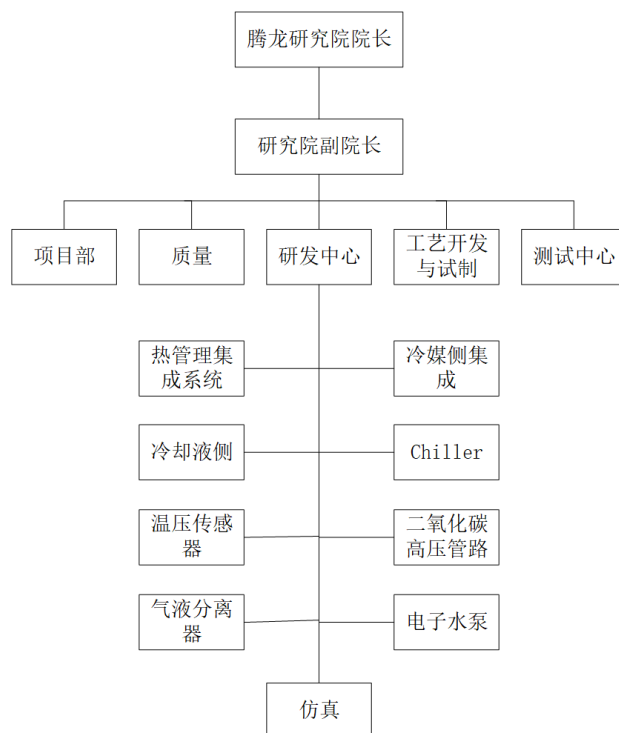 腾龙研究院院长
研究院副院长
项目部
质量
研发中心
工艺开发
与试制
测试中心
热管理集
成系统
冷媒侧集
成
冷却液侧
Chiller
温压传感
器
二氧化碳
高压管路
气液分离
器
电子水泵
仿真